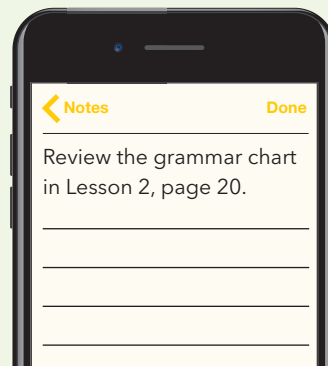 Notes
Done
Review the grammar chart
in Lesson 2, page 20.